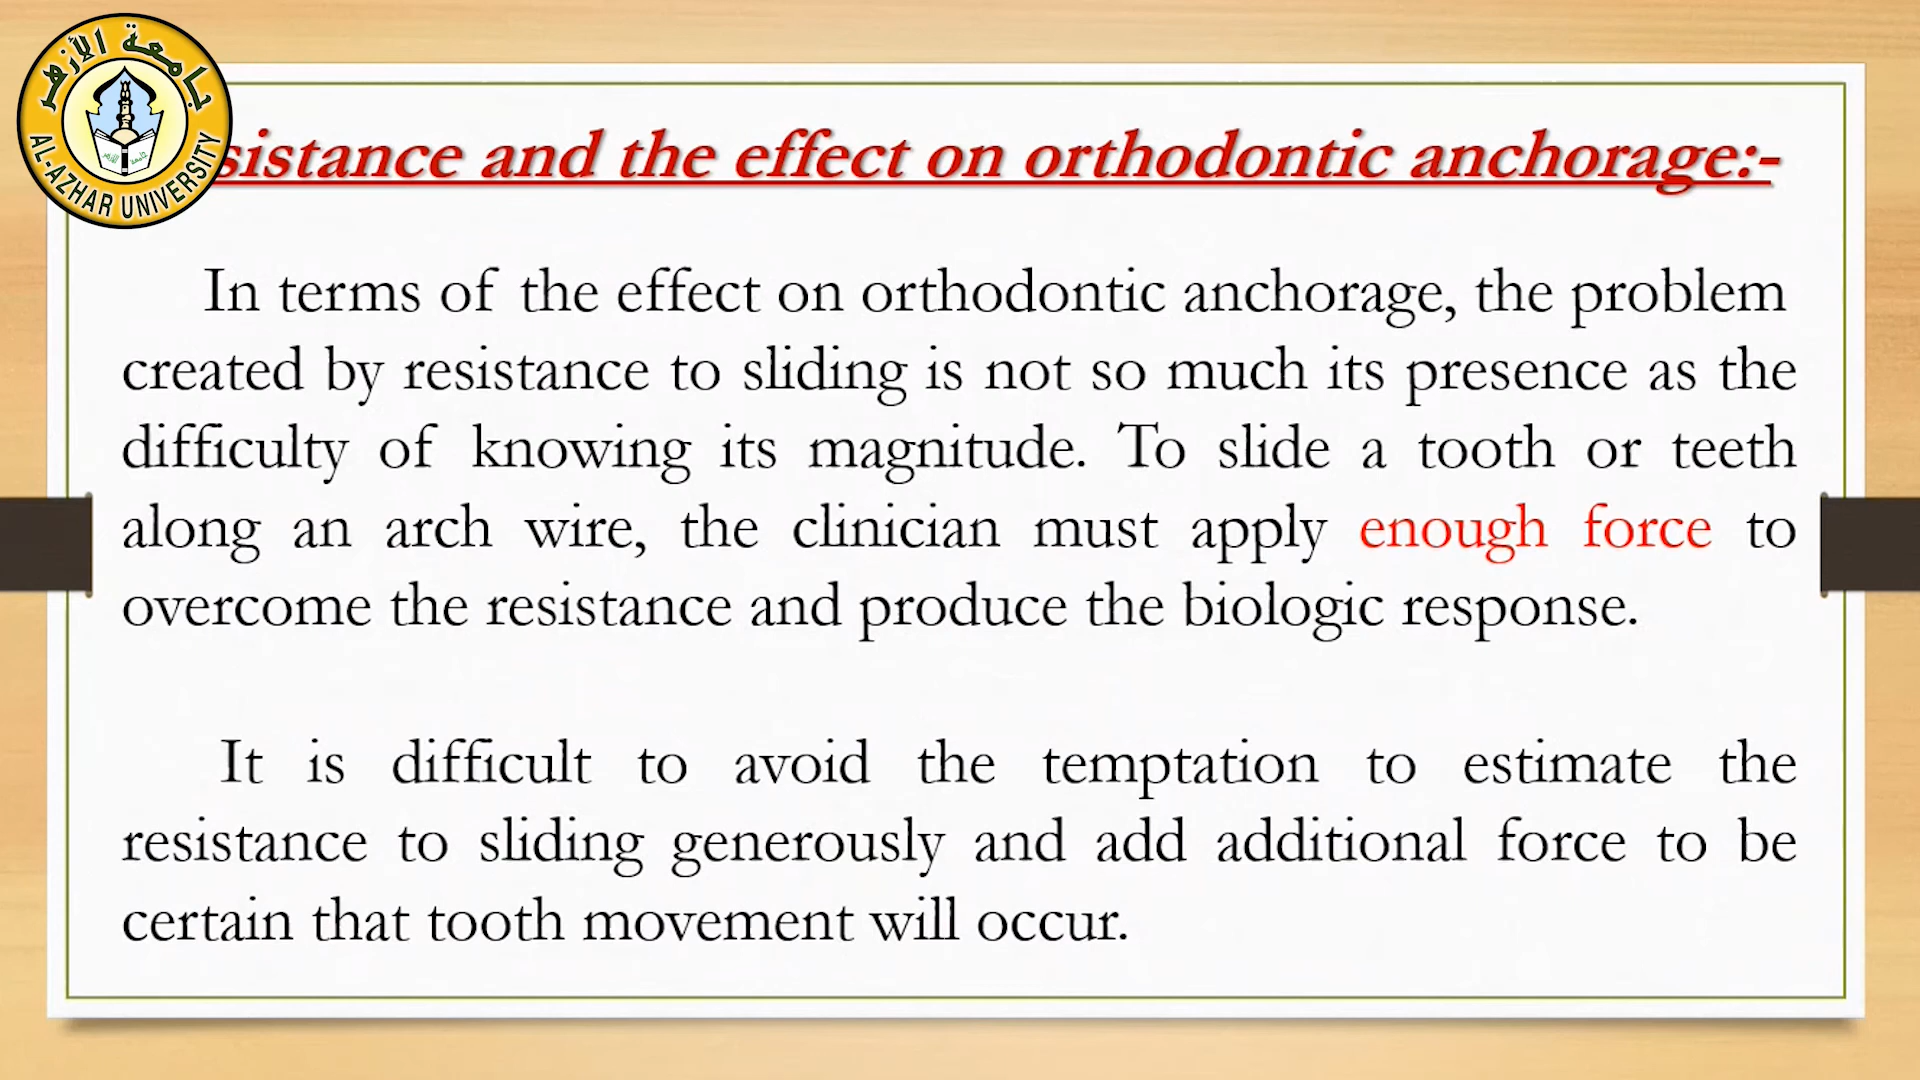 جامعة الأزهر
AL-AZHAR UNIVERSITY
sistance and the effect on orthodontic anchorage:-
In terms of the effect on orthodontic anchorage, the problem
created by resistance to sliding is not so much its presence as the
difficulty of knowing its magnitude. To slide a tooth or teeth
along an arch wire, the clinician must apply enough force to
overcome the resistance and produce the biologic response.
It is difficult to avoid the temptation to estimate the
resistance to sliding generously and add additional force to be
certain that tooth movement will occur.